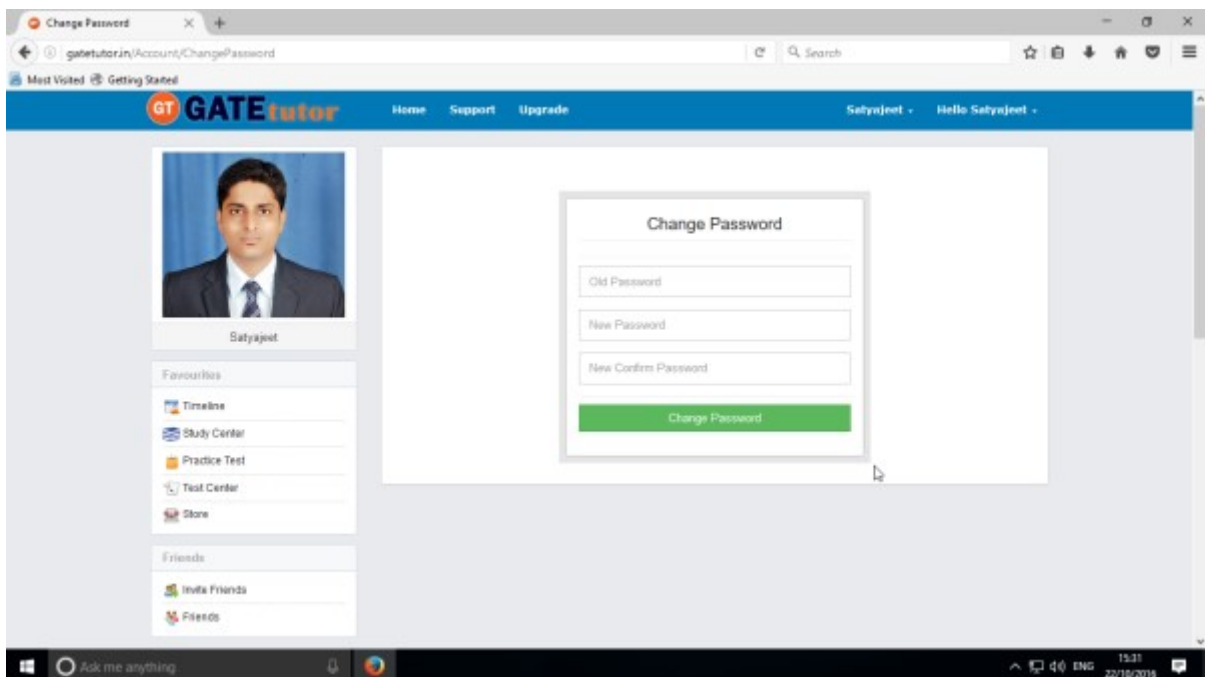 Change Password
gatetutor.in/Account/ChangePassword
Search
Most Visited Getting Started
GT GATEtutor Home Support Upgrade Satyajeet Hello Satyajeet
Satyajeet
Favourites
Timeline
Study Center
Practice Test
Test Center
Store
Friends
Invite Friends
Friends
Change Password
Old Password
New Password
New Confirm Password
Change Password
Ask me anything
ENG
15:31
22/10/2016